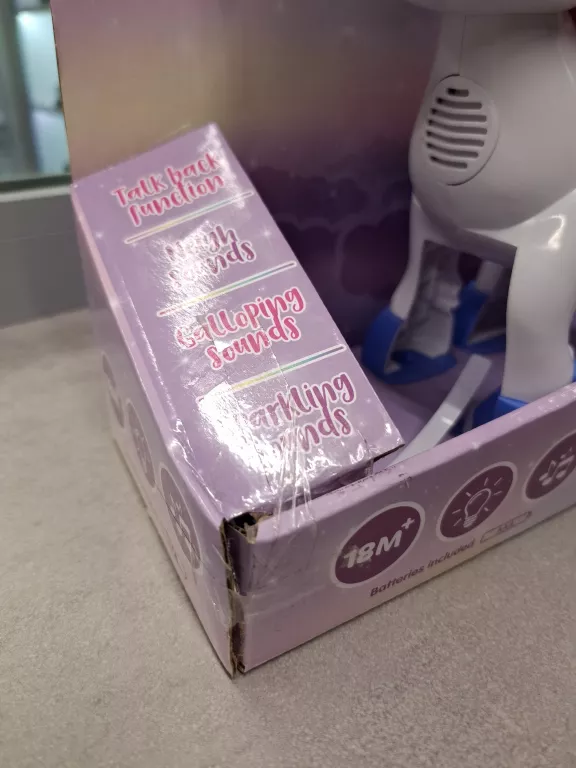 Talk back
function
sounds
Galloping
sounds
Sparkling
sounds
18M+
Batteries included